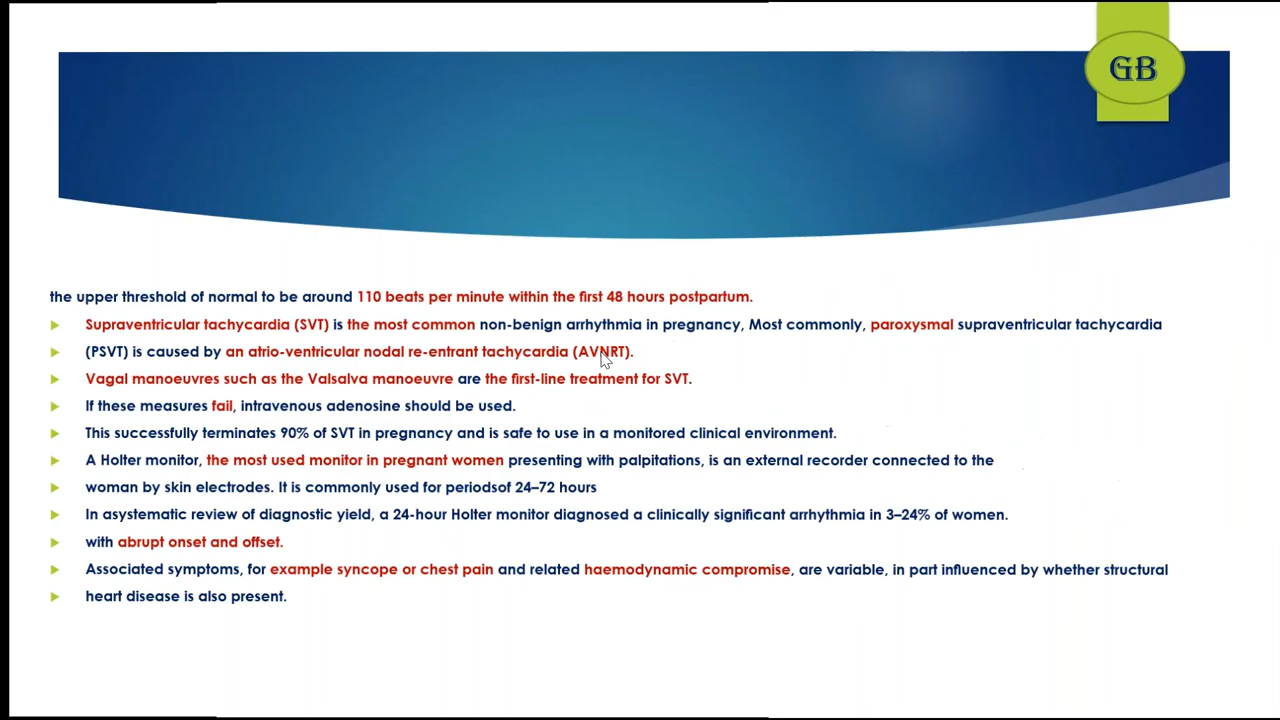 GB
the upper threshold of normal to be around 110 beats per minute within the first 48 hours postpartum.
Supraventricular tachycardia (SVT) is the most common non-benign arrhythmia in pregnancy, Most commonly, paroxysmal supraventricular tachycardia
(PSVT) is caused by an atrio-ventricular nodal re-entrant tachycardia (AVNRT).
Vagal manoeuvres such as the Valsalva manoeuvre are the first-line treatment for SVT.
If these measures fail, intravenous adenosine should be used.
This successfully terminates 90% of SVT in pregnancy and is safe to use in a monitored clinical environment.
A Holter monitor, the most used monitor in pregnant women presenting with palpitations, is an external recorder connected to the
woman by skin electrodes. It is commonly used for periodsof 24–72 hours
In asystematic review of diagnostic yield, a 24-hour Holter monitor diagnosed a clinically significant arrhythmia in 3–24% of women.
with abrupt onset and offset.
Associated symptoms, for example syncope or chest pain and related haemodynamic compromise, are variable, in part influenced by whether structural
heart disease is also present.